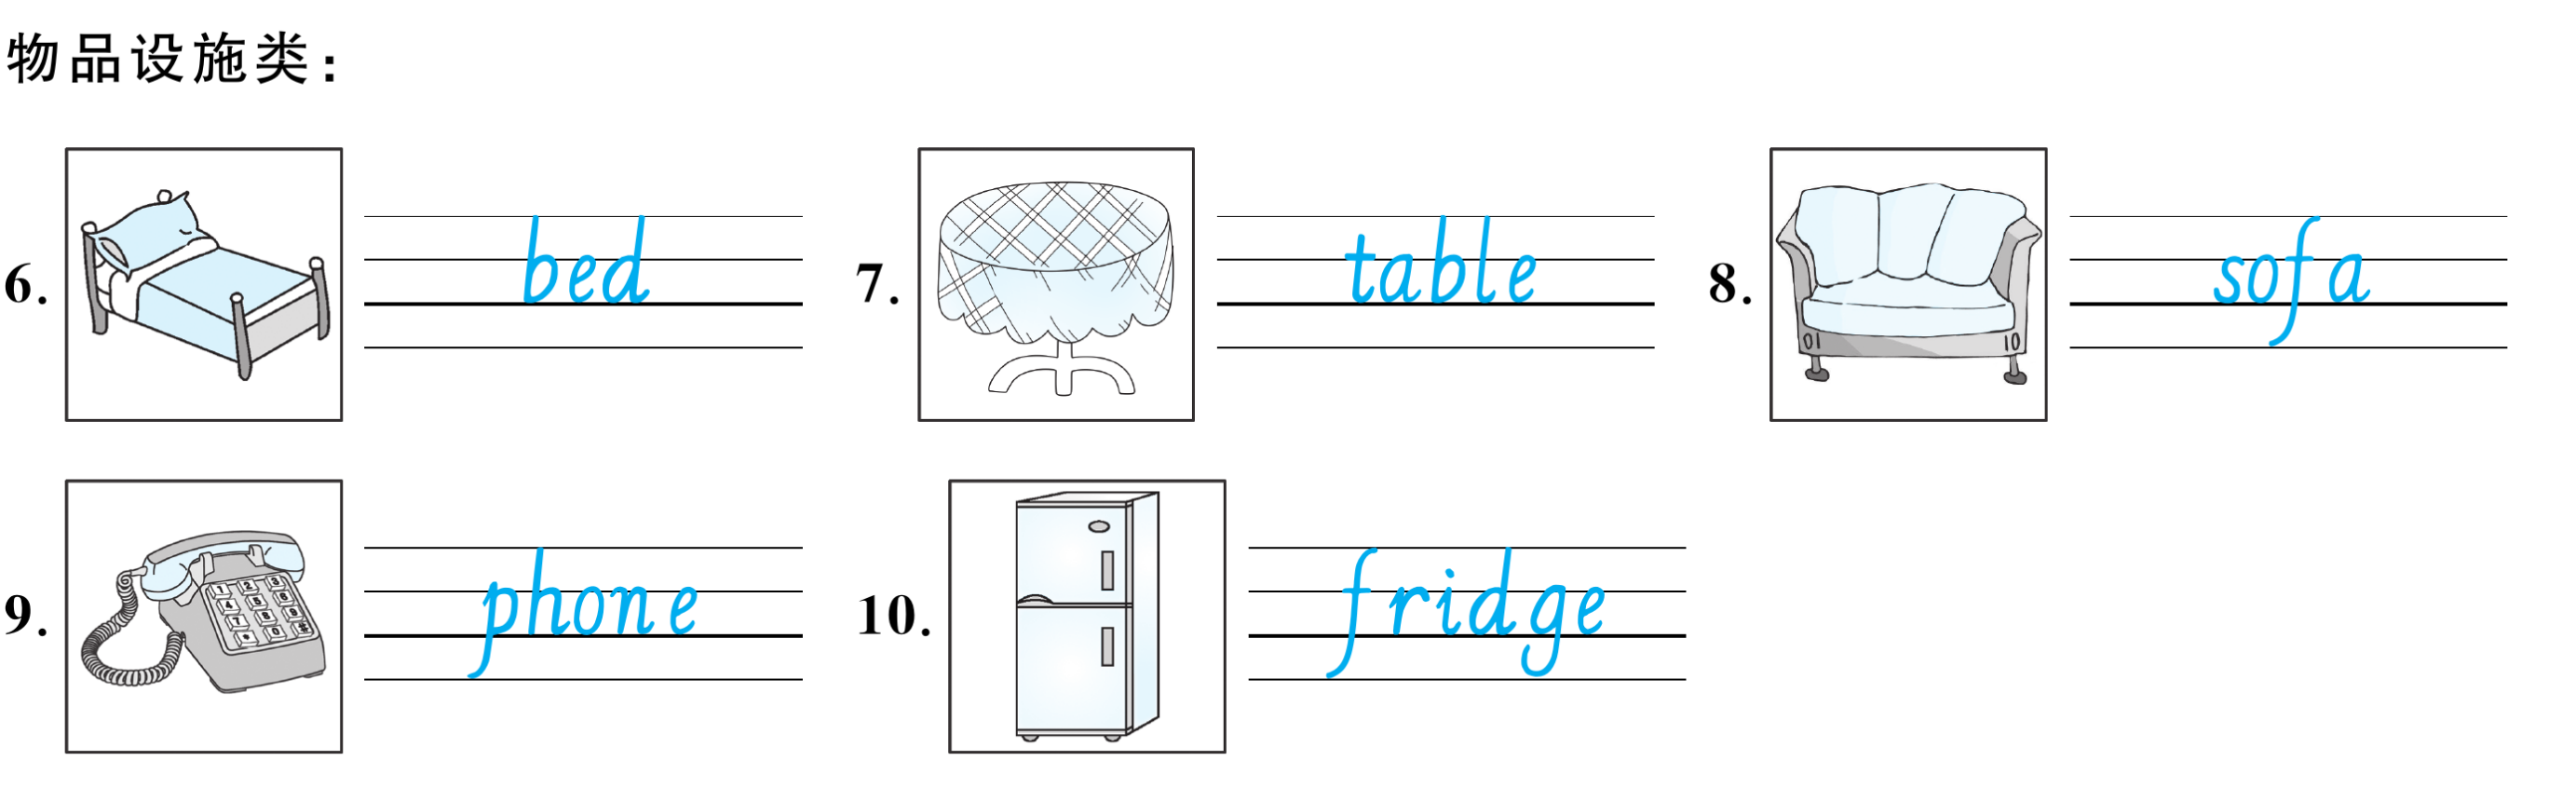 物品设施类：
6. bed 7. table 8. sofa
9. phone 10. fridge